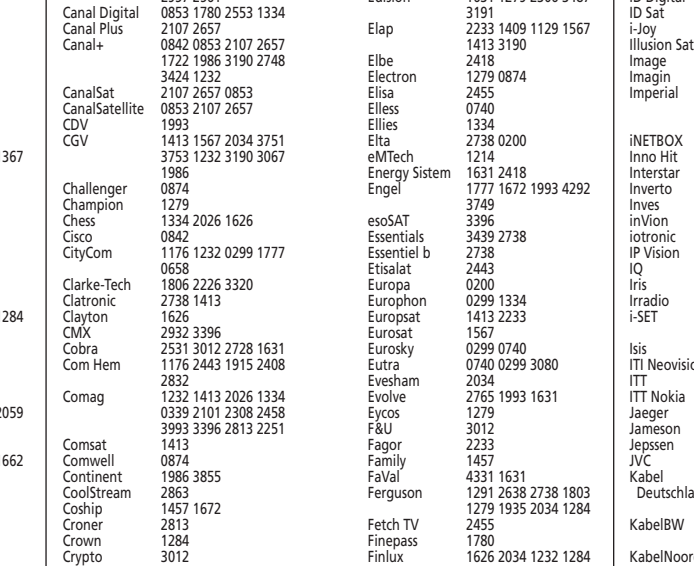 367
284
2059
662
Canal Digital 0853 1780 2553 1334
Canal Plus 2107 2657
Canal+ 0842 0853 2107 2657
1722 1986 3190 2748
3424 1232
CanalSat 2107 2657 0853
CanalSatellite 0853 2107 2657
CDV 1993
CGV 1413 1567 2034 3751
3753 1232 3190 3067
1986
Challenger 0874
Champion 1279
Chess 1334 2026 1626
Cisco 0842
CityCom 1176 1232 0299 1777
0658
Clarke-Tech 1806 2226 3320
Clatronic 2738 1413
Clayton 1626
CMX 2932 3396
Cobra 2531 3012 2728 1631
Com Hem 1176 2443 1915 2408
2832
Comag 1232 1413 2026 1334
0339 2101 2308 2458
3993 3396 2813 2251
Comsat 1413
Comwell 0874
Continent 1986 3855
CoolStream 2863
Coship 1457 1672
Croner 2813
Crown 1284
Crypto 3012
3191
Elap 2233 1409 1129 1567
1413 3190
Elbe 2418
Electron 1279 0874
Elisa 2455
Elless 0740
Ellies 1334
Elta 2738 0200
eMTech 1214
Energy Sistem 1631 2418
Engel 1777 1672 1993 4292
3749
esoSAT 3396
Essentials 3439 2738
Essentiel b 2738
Etisalat 2443
Europa 0200
Europhon 0299 1334
Europsat 1413 2233
Eurosat 1567
Eurosky 0299 0740
Eutra 0740 0299 3080
Evesham 2034
Evolve 2765 1993 1631
Eycos 1279
F&U 3012
Fagor 2233
Family 1457
FaVal 4331 1631
Ferguson 1291 2638 2738 1803
1279 1935 2034 1284
Fetch TV 2455
Finepass 1780
Finlux 1626 2034 1232 1284
ID Sat
i-Joy
Illusion Sat
Image
Imagin
Imperial
iNETBOX
Inno Hit
Interstar
Inverto
Inves
inVion
iotronic
IP Vision
IQ
Iris
Irradio
i-SET
Isis
ITI Neovisio
ITT
ITT Nokia
Jaeger
Jameson
Jepssen
JVC
Kabel
Deutschla
KabelBW
KabelNoor